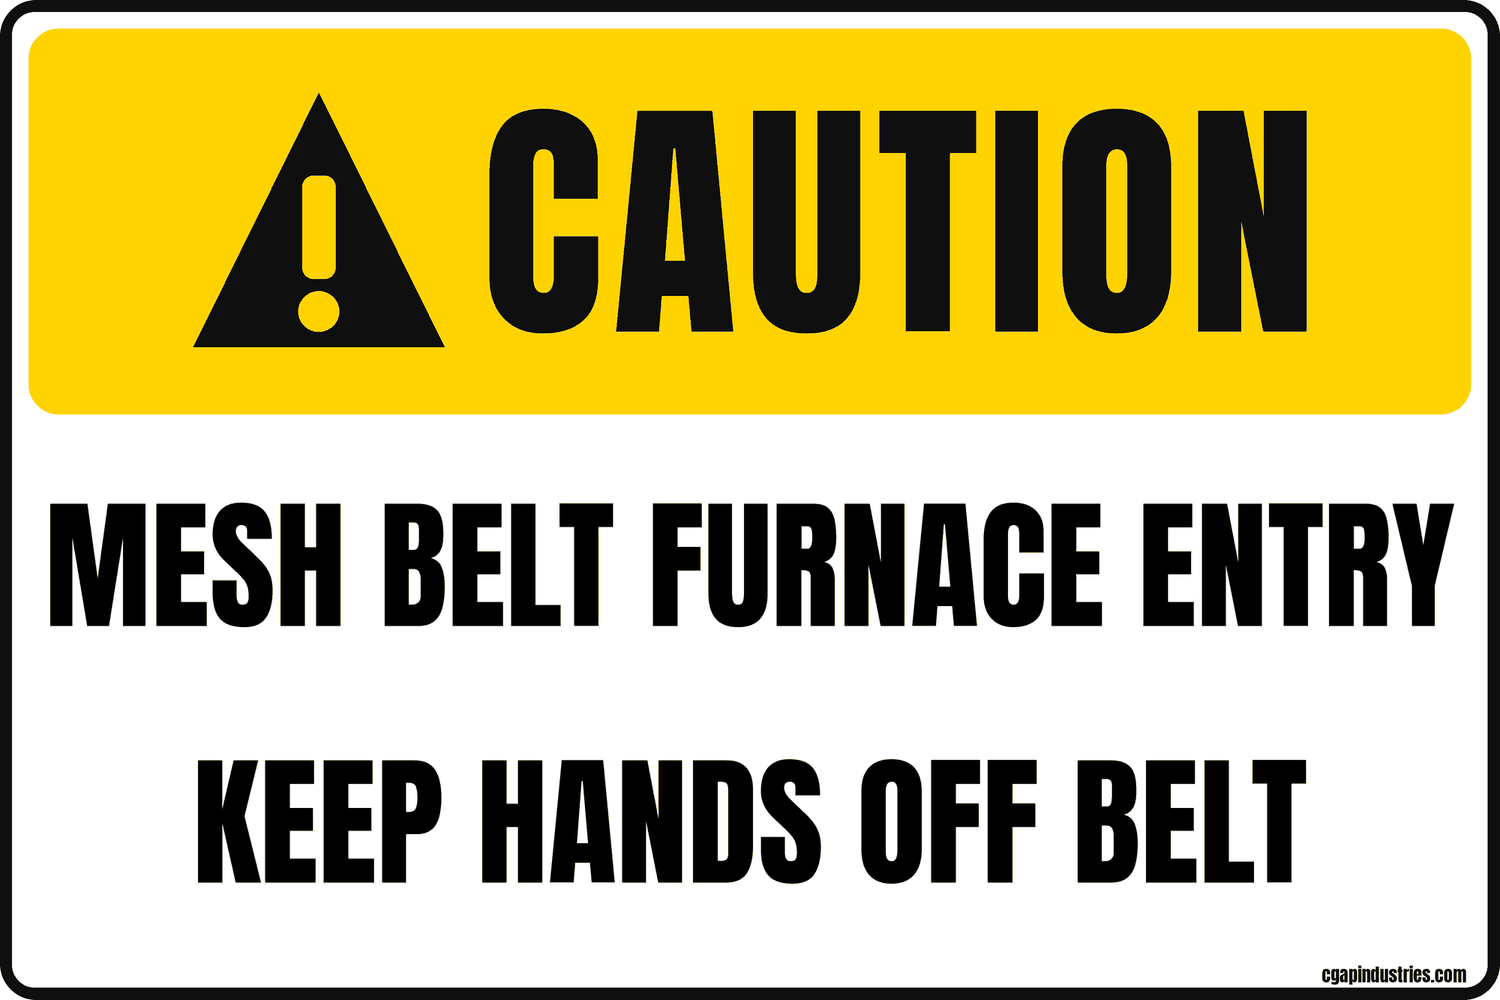 CAUTION
MESH BELT FURNACE ENTRY
KEEP HANDS OFF BELT
cgapindustries.com